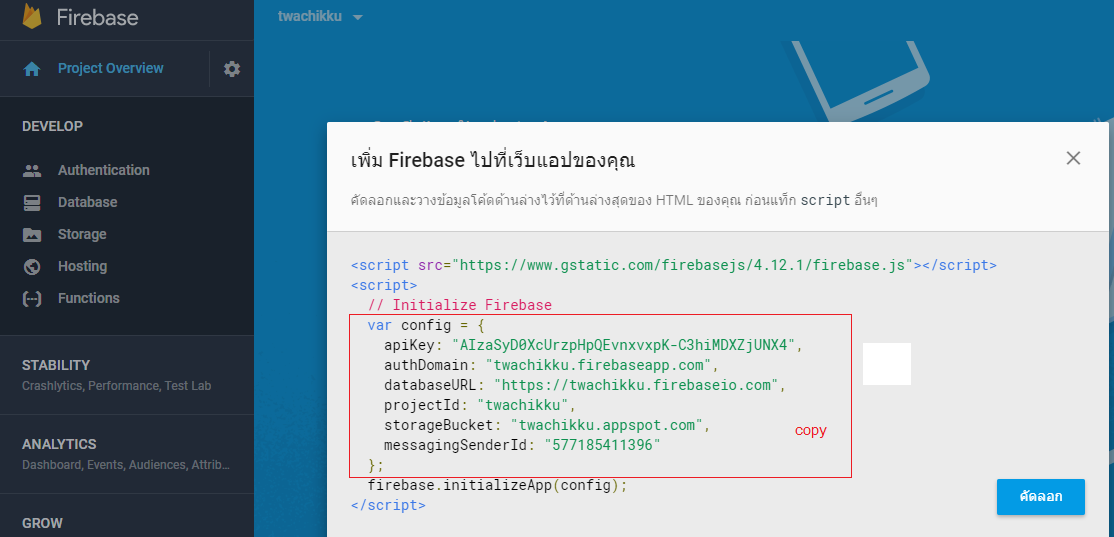 Firebase
twachikku
Project Overview
DEVELOP
Authentication
Database
Storage
Hosting
Functions
STABILITY
Crashlytics, Performance, Test Lab
ANALYTICS
Dashboard, Events, Audiences, Attrib...
GROW
เพิ่ม Firebase ไปที่เว็บแอปของคุณ
คัดลอกและวางข้อมูลโค้ดด้านล่างไว้ที่ด้านล่างสุดของ HTML ของคุณ ก่อนแท็ก script อื่นๆ
<script src="https://www.gstatic.com/firebasejs/4.12.1/firebase.js"></script>
<script>
// Initialize Firebase
var config = {
apiKey: "AIzaSyD0XcUrzpHpQEvnxvxpK-C3hiMDXZjUNX4",
authDomain: "twachikku.firebaseapp.com",
databaseURL: "https://twachikku.firebaseio.com",
projectId: "twachikku",
storageBucket: "twachikku.appspot.com",
messagingSenderId: "577185411396"
};
copy
firebase.initializeApp(config);
</script>
คัดลอก